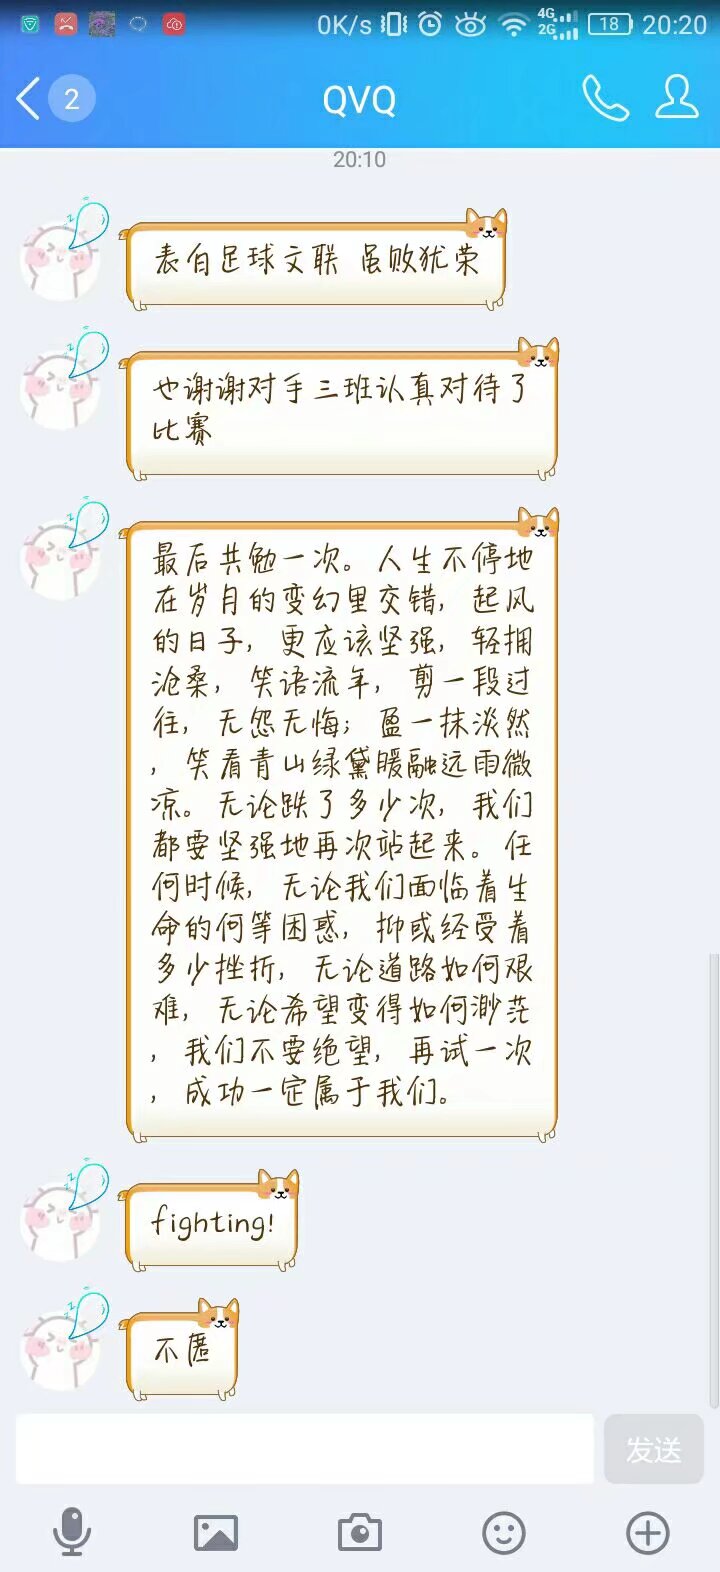 0K/s 4G 2G 18 20:20
2 QVQ
20:10
表白足球文联 虽败犹荣
也谢谢对手三班认真对待了
比赛
最后共勉一次。人生不停地
在岁月的变幻里交错，起风
的日子，更应该坚强，轻拥
沧桑，笑语流年，剪一段过
往，无怨无悔；盈一抹淡然
，笑看青山绿黛暖融远雨微
凉。无论跌了多少次，我们
都要坚强地再次站起来。任
何时候，无论我们面临着生
命的何等困惑，抑或经受着
多少挫折，无论道路如何艰
难，无论希望变得如何渺茫
，我们不要绝望，再试一次
，成功一定属于我们。
fighting!
不匿
发送